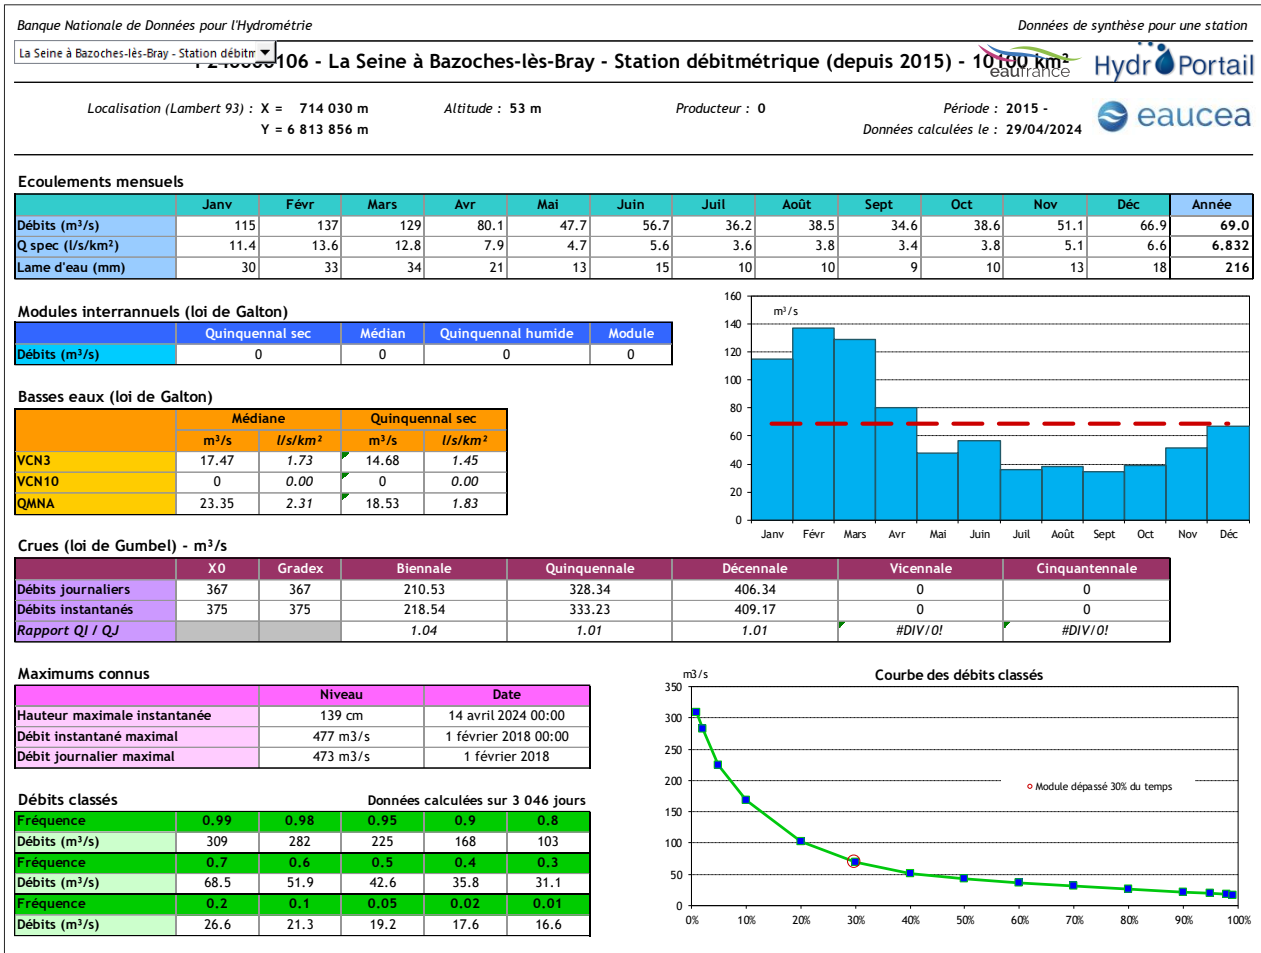 Banque Nationale de Données pour l'Hydrométrie Données de synthèse pour une station
La Seine à Bazoches-lès-Bray - Station débitm
106 - La Seine à Bazoches-lès-Bray - Station débitmétrique (depuis 2015) - 10100 km²
eaufrance HydroPortail
Localisation (Lambert 93) : X = 714 030 m Altitude : 53 m Producteur : 0 Période : 2015 -
Y = 6 813 856 m Données calculées le : 29/04/2024
eaucea
Ecoulements mensuels
Janv Févr Mars Avr Mai Juin Juil Août Sept Oct Nov Déc Année
Débits (m³/s) 115 137 129 80.1 47.7 56.7 36.2 38.5 34.6 38.6 51.1 66.9 69.0
Q spec (l/s/km²) 11.4 13.6 12.8 7.9 4.7 5.6 3.6 3.8 3.4 3.8 5.1 6.6 6.832
Lame d'eau (mm) 30 33 34 21 13 15 10 10 9 10 13 18 216
Modules interrannuels (loi de Galton)
Quinquennal sec Médian Quinquennal humide Module
Débits (m³/s) 0 0 0 0
Basses eaux (loi de Galton)
Médiane Quinquennal sec
m³/s l/s/km² m³/s l/s/km²
VCN3 17.47 1.73 14.68 1.45
VCN10 0 0.00 0 0.00
QMNA 23.35 2.31 18.53 1.83
m³/s
160
140
120
100
80
60
40
20
0
Janv Févr Mars Avr Mai Juin Juil Août Sept Oct Nov Déc
Crues (loi de Gumbel) - m³/s
X0 Gradex Biennale Quinquennale Décennale Vicennale Cinquantennale
Débits journaliers 367 367 210.53 328.34 406.34 0 0
Débits instantanés 375 375 218.54 333.23 409.17 0 0
Rapport QI / QJ 1.04 1.01 1.01 #DIV/0! #DIV/0!
Maximums connus
Niveau Date
Hauteur maximale instantanée 139 cm 14 avril 2024 00:00
Débit instantané maximal 477 m3/s 1 février 2018 00:00
Débit journalier maximal 473 m3/s 1 février 2018
Débits classés Données calculées sur 3 046 jours
Fréquence 0.99 0.98 0.95 0.9 0.8
Débits (m³/s) 309 282 225 168 103
Fréquence 0.7 0.6 0.5 0.4 0.3
Débits (m³/s) 68.5 51.9 42.6 35.8 31.1
Fréquence 0.2 0.1 0.05 0.02 0.01
Débits (m³/s) 26.6 21.3 19.2 17.6 16.6
m3/s Courbe des débits classés
350
300
250
200
150
100
50
0
Module dépassé 30% du temps
0% 10% 20% 30% 40% 50% 60% 70% 80% 90% 100%